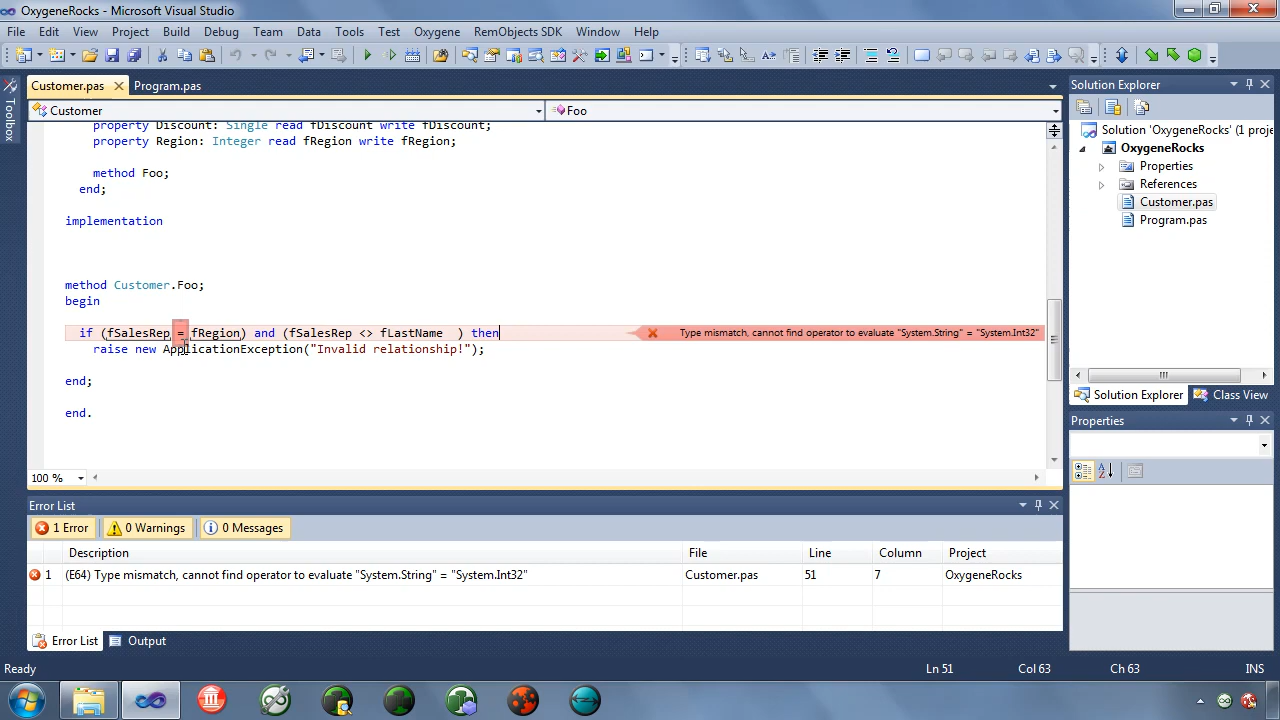 OxygeneRocks - Microsoft Visual Studio
File Edit View Project Build Debug Team Data Tools Test Oxygene RemObjects SDK Window Help
Customer.pas Program.pas
Toolbox
Customer Foo
property Discount: Single read fDiscount write fDiscount;
property Region: Integer read fRegion write fRegion;
method Foo;
end;
implementation
method Customer.Foo;
begin
if (fSalesRep = fRegion) and (fSalesRep <> fLastName ) then Type mismatch, cannot find operator to evaluate "System.String" = "System.Int32"
raise new ApplicationException("Invalid relationship!");
end;
end.
100 %
Solution Explorer
Solution 'OxygeneRocks' (1 proje
OxygeneRocks
Properties
References
Customer.pas
Program.pas
Solution Explorer Class View
Properties
Error List
1 Error 0 Warnings 0 Messages
Description File Line Column Project
1 (E64) Type mismatch, cannot find operator to evaluate "System.String" = "System.Int32" Customer.pas 51 7 OxygeneRocks
Error List Output
Ready Ln 51 Col 63 Ch 63 INS